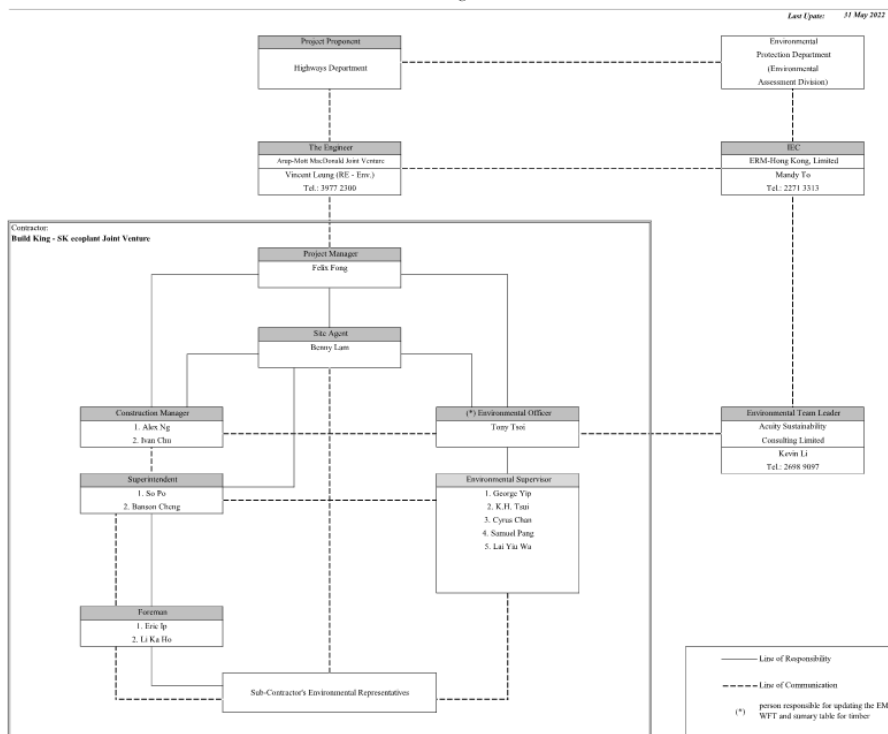 Last Upate: 31 May 2022
Project Proponent
Highways Department
Environmental
Protection Department
(Environmental
Assessment Division)
The Engineer
Arup-Mott MacDonald Joint Venture
Vincent Leung (RE - Env.)
Tel.: 3977 2300
IEC
ERM-Hong Kong, Limited
Mandy To
Tel.: 2271 3313
Contractor:
Build King - SK ecoplant Joint Venture
Project Manager
Felix Fong
Site Agent
Benny Lam
Construction Manager
1. Alex Ng
2. Ivan Chu
(*) Environmental Officer
Tony Tsoi
Environmental Team Leader
Acuity Sustainability
Consulting Limited
Kevin Li
Tel.: 2698 9097
Superintendent
1. So Po
2. Banson Cheng
Environmental Supervisor
1. George Yip
2. K.H. Tsui
3. Cyrus Chan
4. Samuel Pang
5. Lai Yiu Wa
Foreman
1. Eric Ip
2. Li Ka Ho
Sub-Contractor's Environmental Representatives
Line of Responsibility
Line of Communication
(*) person responsible for updating the EM
WFT and sumary table for timber